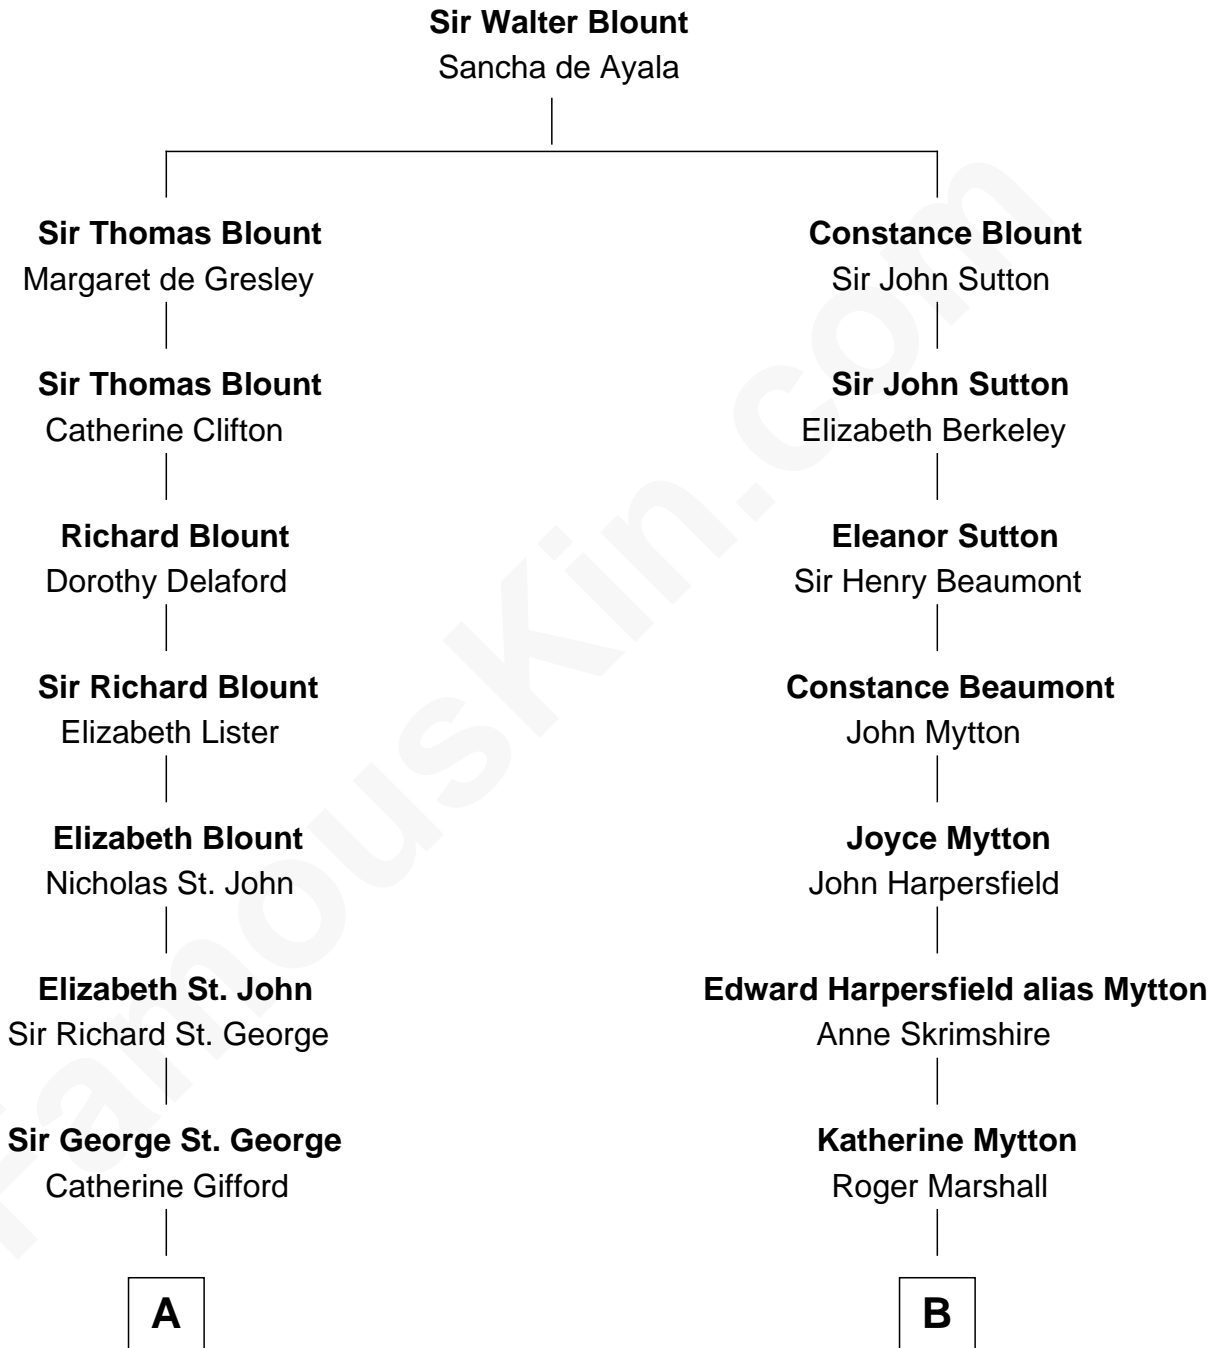 Sir Walter Blount
Sancha de Ayala
Sir Thomas Blount
Margaret de Gresley
Sir Thomas Blount
Catherine Clifton
Richard Blount
Dorothy Delaford
Sir Richard Blount
Elizabeth Lister
Elizabeth Blount
Nicholas St. John
Elizabeth St. John
Sir Richard St. George
Sir George St. George
Catherine Gifford
A
Constance Blount
Sir John Sutton
Sir John Sutton
Elizabeth Berkeley
Eleanor Sutton
Sir Henry Beaumont
Constance Beaumont
John Mytton
Joyce Mytton
John Harpersfield
Edward Harpersfield alias Mytton
Anne Skrimshire
Katherine Mytton
Roger Marshall
B
FamousKin.com